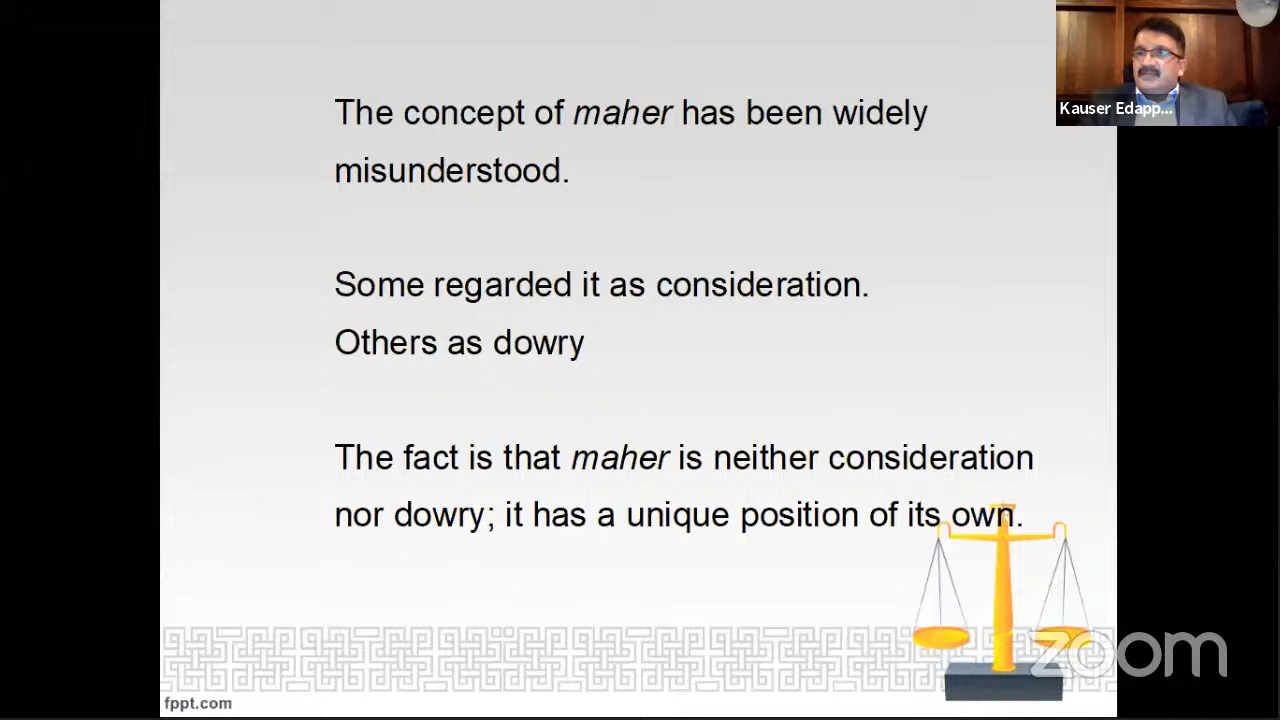 The concept of maher has been widely
misunderstood.
Some regarded it as consideration.
Others as dowry
The fact is that maher is neither consideration
nor dowry; it has a unique position of its own.
Kauser Edapp...
zoom
fppt.com